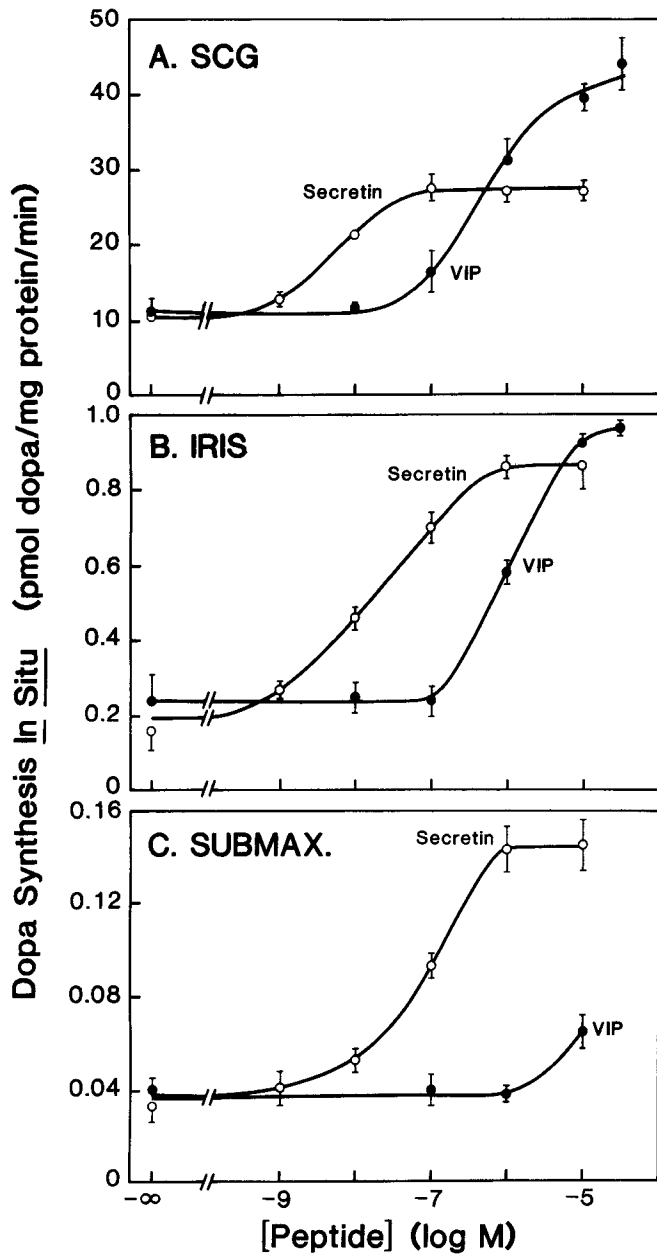 Dopa Synthesis In Situ (pmol dopa/mg protein/min)
A. SCG
50
40
30
20
10
0
Secretin
VIP
B. IRIS
1.0
0.8
0.6
0.4
0.2
0
Secretin
VIP
C. SUBMAX.
0.16
0.12
0.08
0.04
0
Secretin
VIP
-∞
-9
-7
-5
[Peptide] (log M)